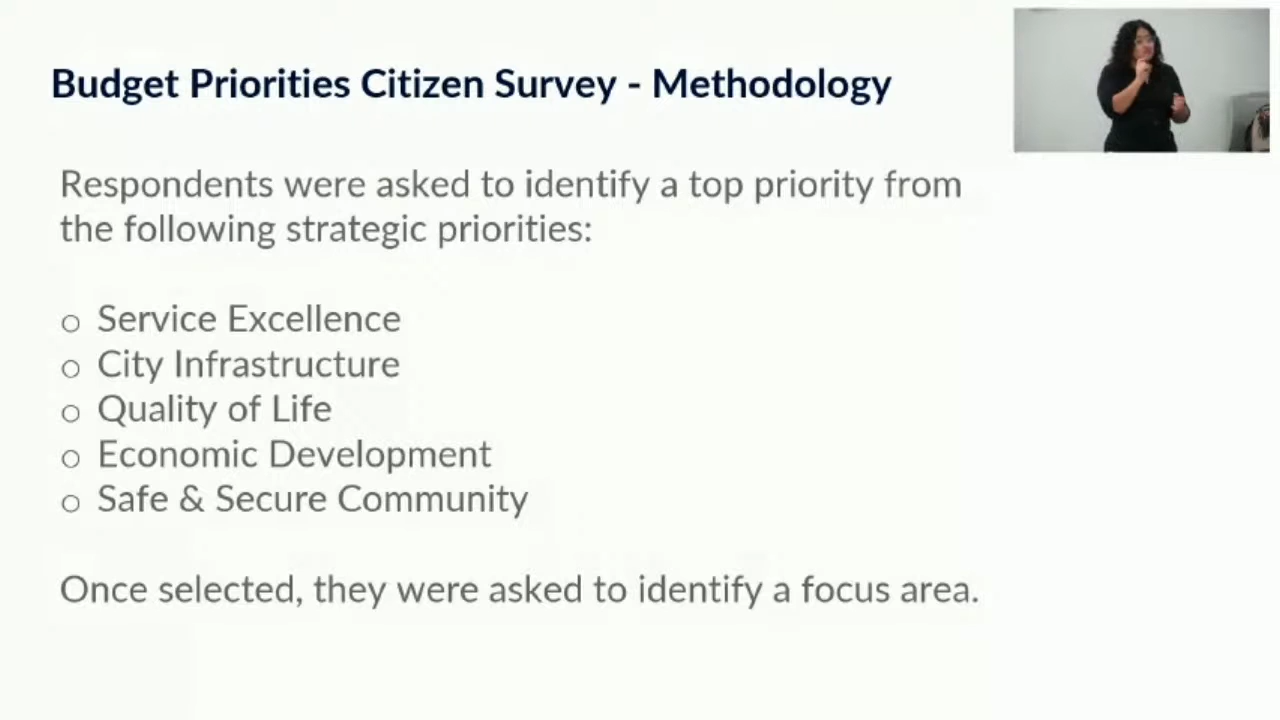 Budget Priorities Citizen Survey - Methodology
Respondents were asked to identify a top priority from
the following strategic priorities:
○ Service Excellence
○ City Infrastructure
○ Quality of Life
○ Economic Development
○ Safe & Secure Community
Once selected, they were asked to identify a focus area.